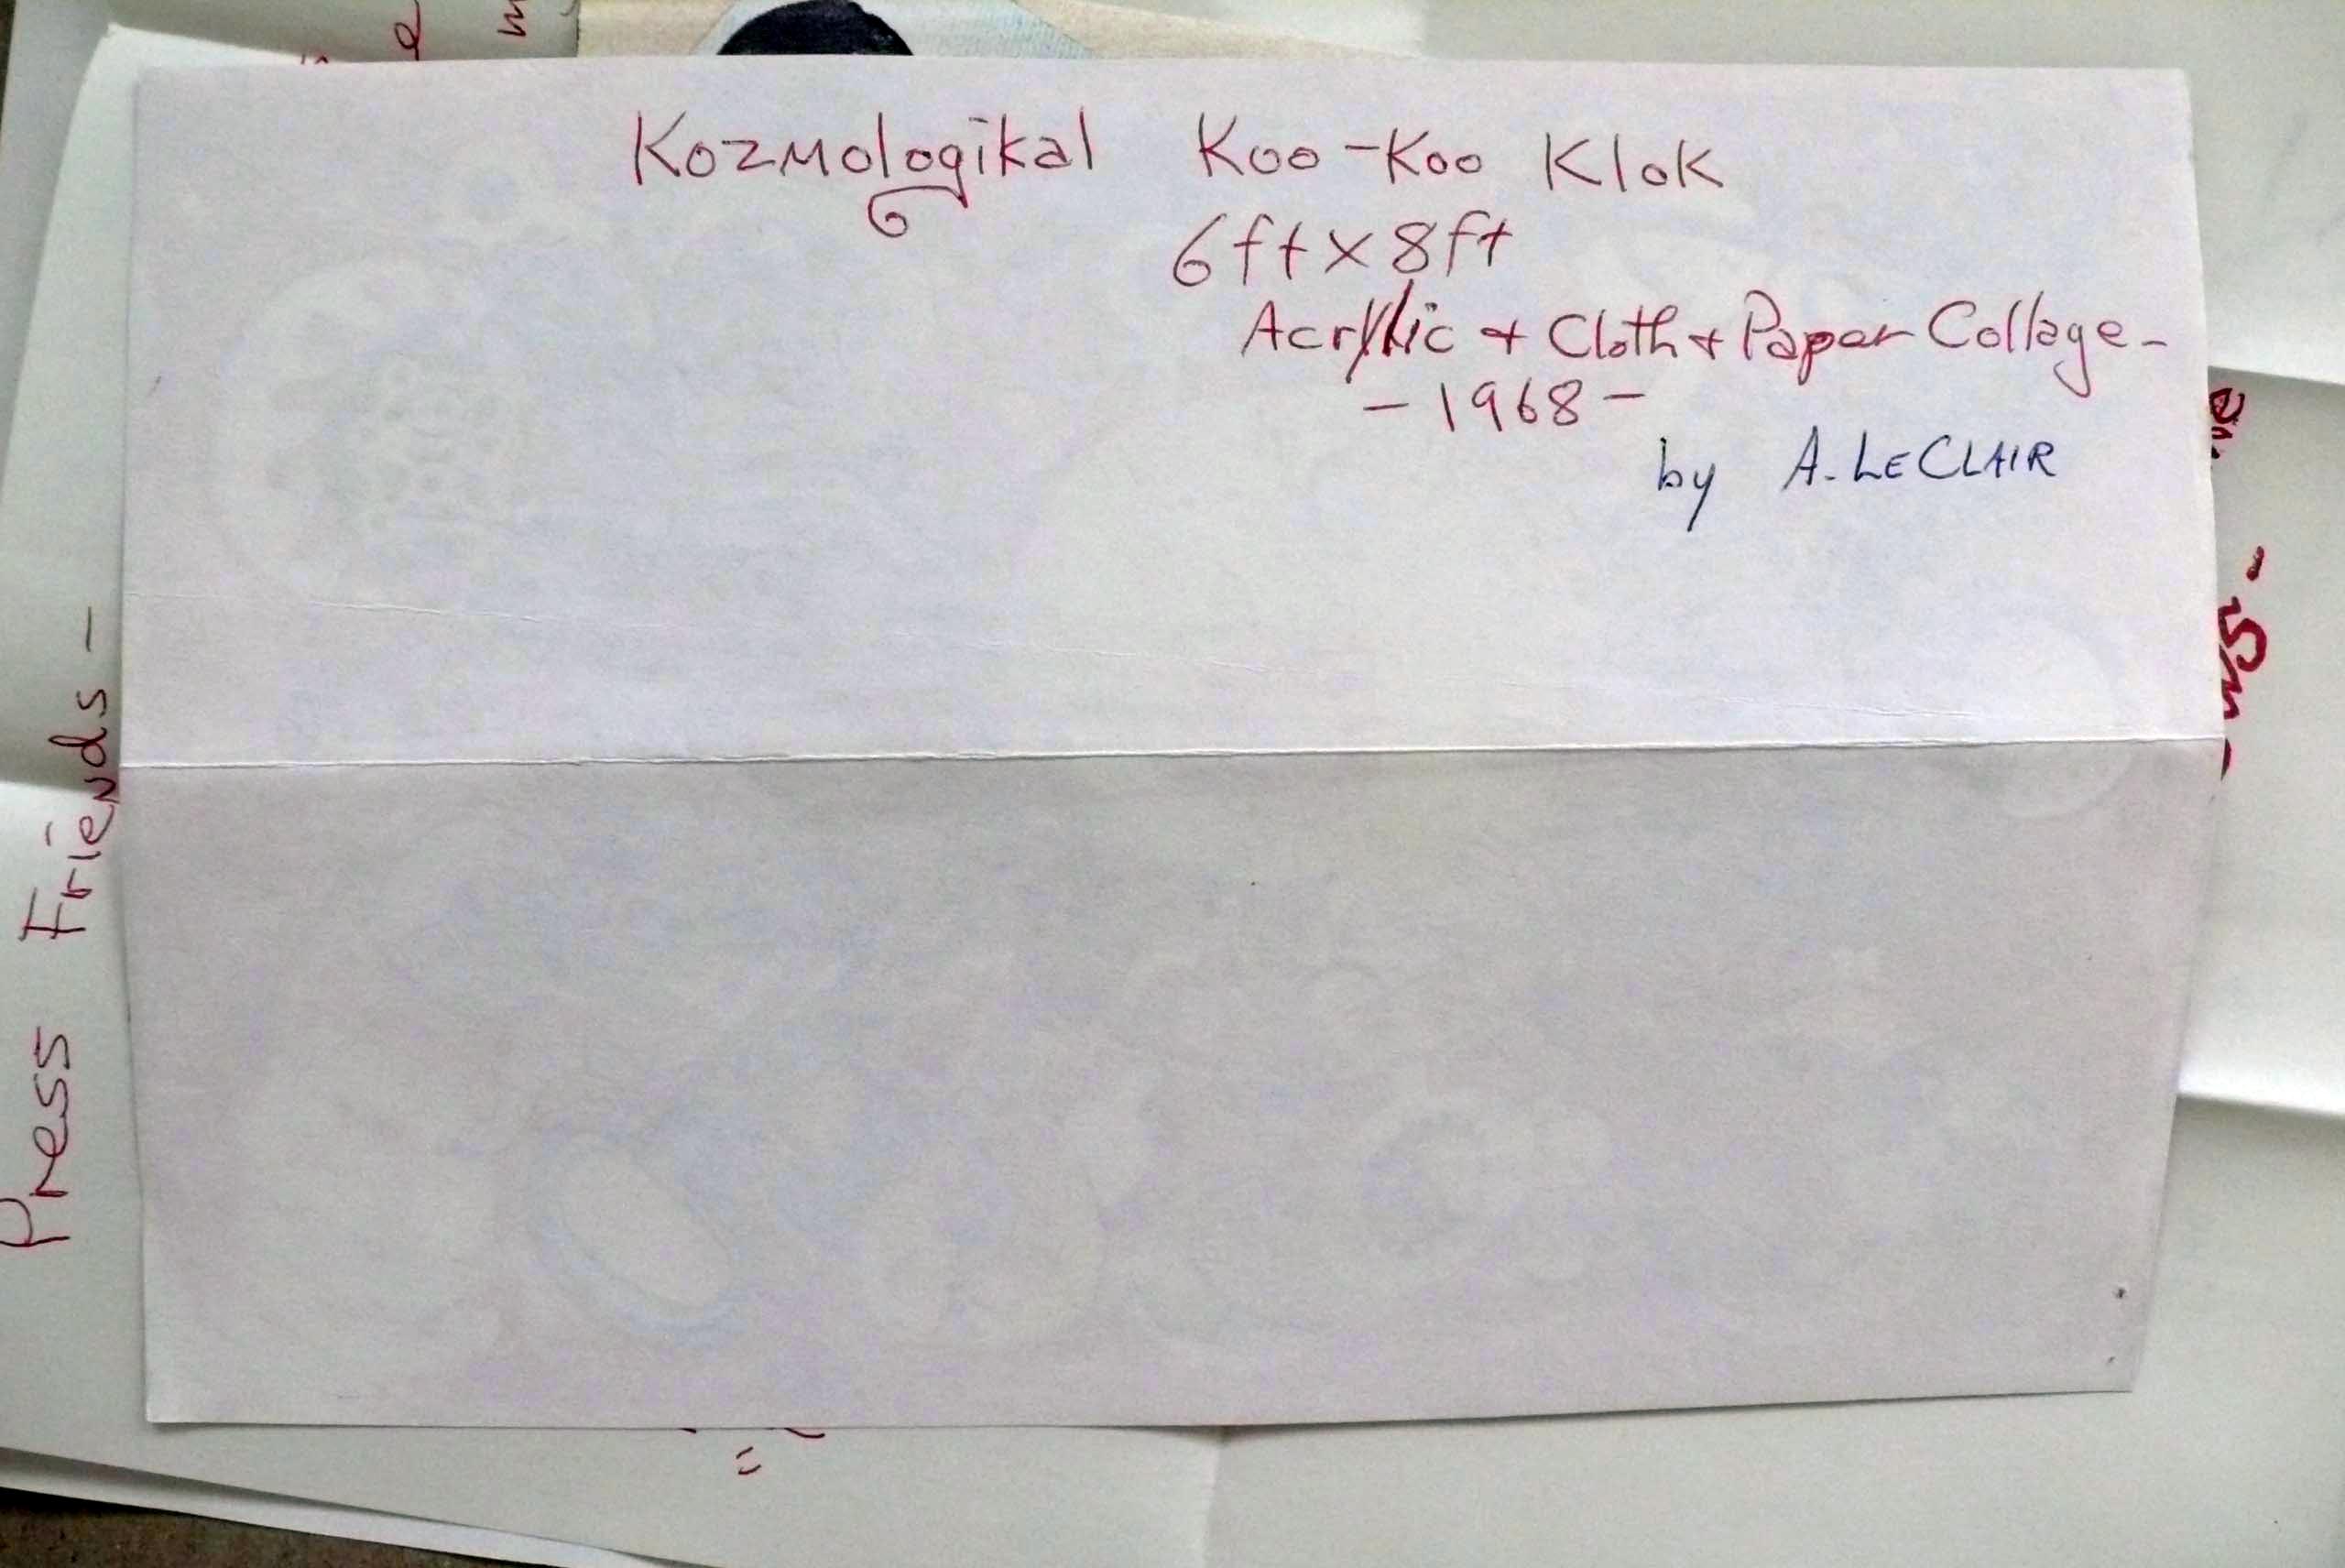 Kozmologikal Koo-Koo Klok
6ft x 8ft
Acrylic + Cloth + Paper Collage -
- 1968 -
by A. LECLAIR
Press Friends -